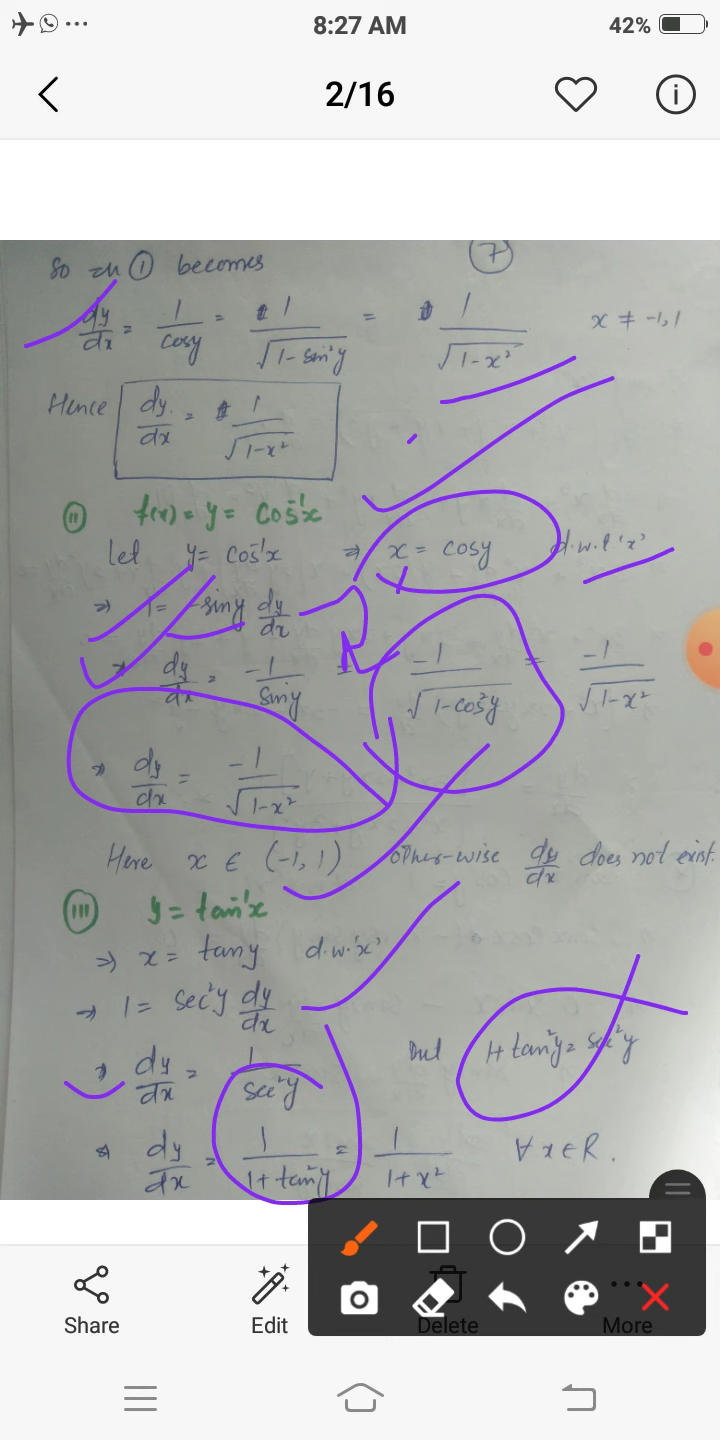 8:27 AM
42%
2/16
So eq ① becomes
⑦
dy/dx = 1/cosy = 1/√(1-sin²y) = 1/√(1-x²) x ≠ -1,1
Hence dy/dx = 1/√(1-x²)
(ii) f(x) = y = Cos⁻¹x
Let y = Cos⁻¹x ⇒ x = cosy d.w.t 'x'
⇒ 1 = -siny dy/dx
⇒ dy/dx = -1/siny = -1/√(1-cos²y) = -1/√(1-x²)
⇒ dy/dx = -1/√(1-x²)
Here x ∈ (-1, 1) other-wise dy/dx does not exist.
(iii) y = tan⁻¹x
⇒ x = tany d.w.'x'
→ 1 = sec²y dy/dx
⇒ dy/dx = 1/sec²y but 1+tan²y = sec²y
⇒ dy/dx = 1/(1+tan²y) = 1/(1+x²) ∀ x ∈ R.
Share
Edit
Delete
More